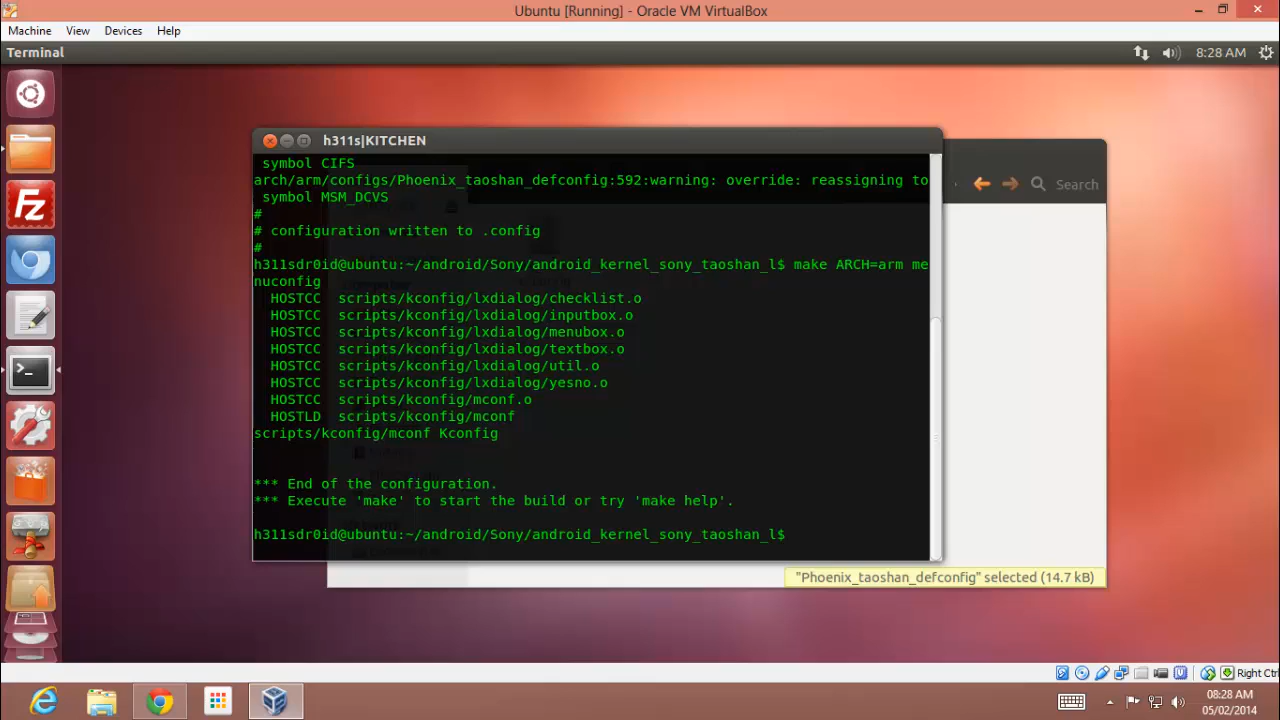 Ubuntu [Running] - Oracle VM VirtualBox
Machine View Devices Help
Terminal
8:28 AM
h311s|KITCHEN
Search
symbol CIFS
arch/arm/configs/Phoenix_taoshan_defconfig:592:warning: override: reassigning to
symbol MSM_DCVS
#
# configuration written to .config
#
h311sdr0id@ubuntu:~/android/Sony/android_kernel_sony_taoshan_l$ make ARCH=arm me
nuconfig
HOSTCC scripts/kconfig/lxdialog/checklist.o
HOSTCC scripts/kconfig/lxdialog/inputbox.o
HOSTCC scripts/kconfig/lxdialog/menubox.o
HOSTCC scripts/kconfig/lxdialog/textbox.o
HOSTCC scripts/kconfig/lxdialog/util.o
HOSTCC scripts/kconfig/lxdialog/yesno.o
HOSTCC scripts/kconfig/mconf.o
HOSTLD scripts/kconfig/mconf
scripts/kconfig/mconf Kconfig
*** End of the configuration.
*** Execute 'make' to start the build or try 'make help'.
h311sdr0id@ubuntu:~/android/Sony/android_kernel_sony_taoshan_l$
"Phoenix_taoshan_defconfig" selected (14.7 kB)
Right Ctrl
08:28 AM
05/02/2014